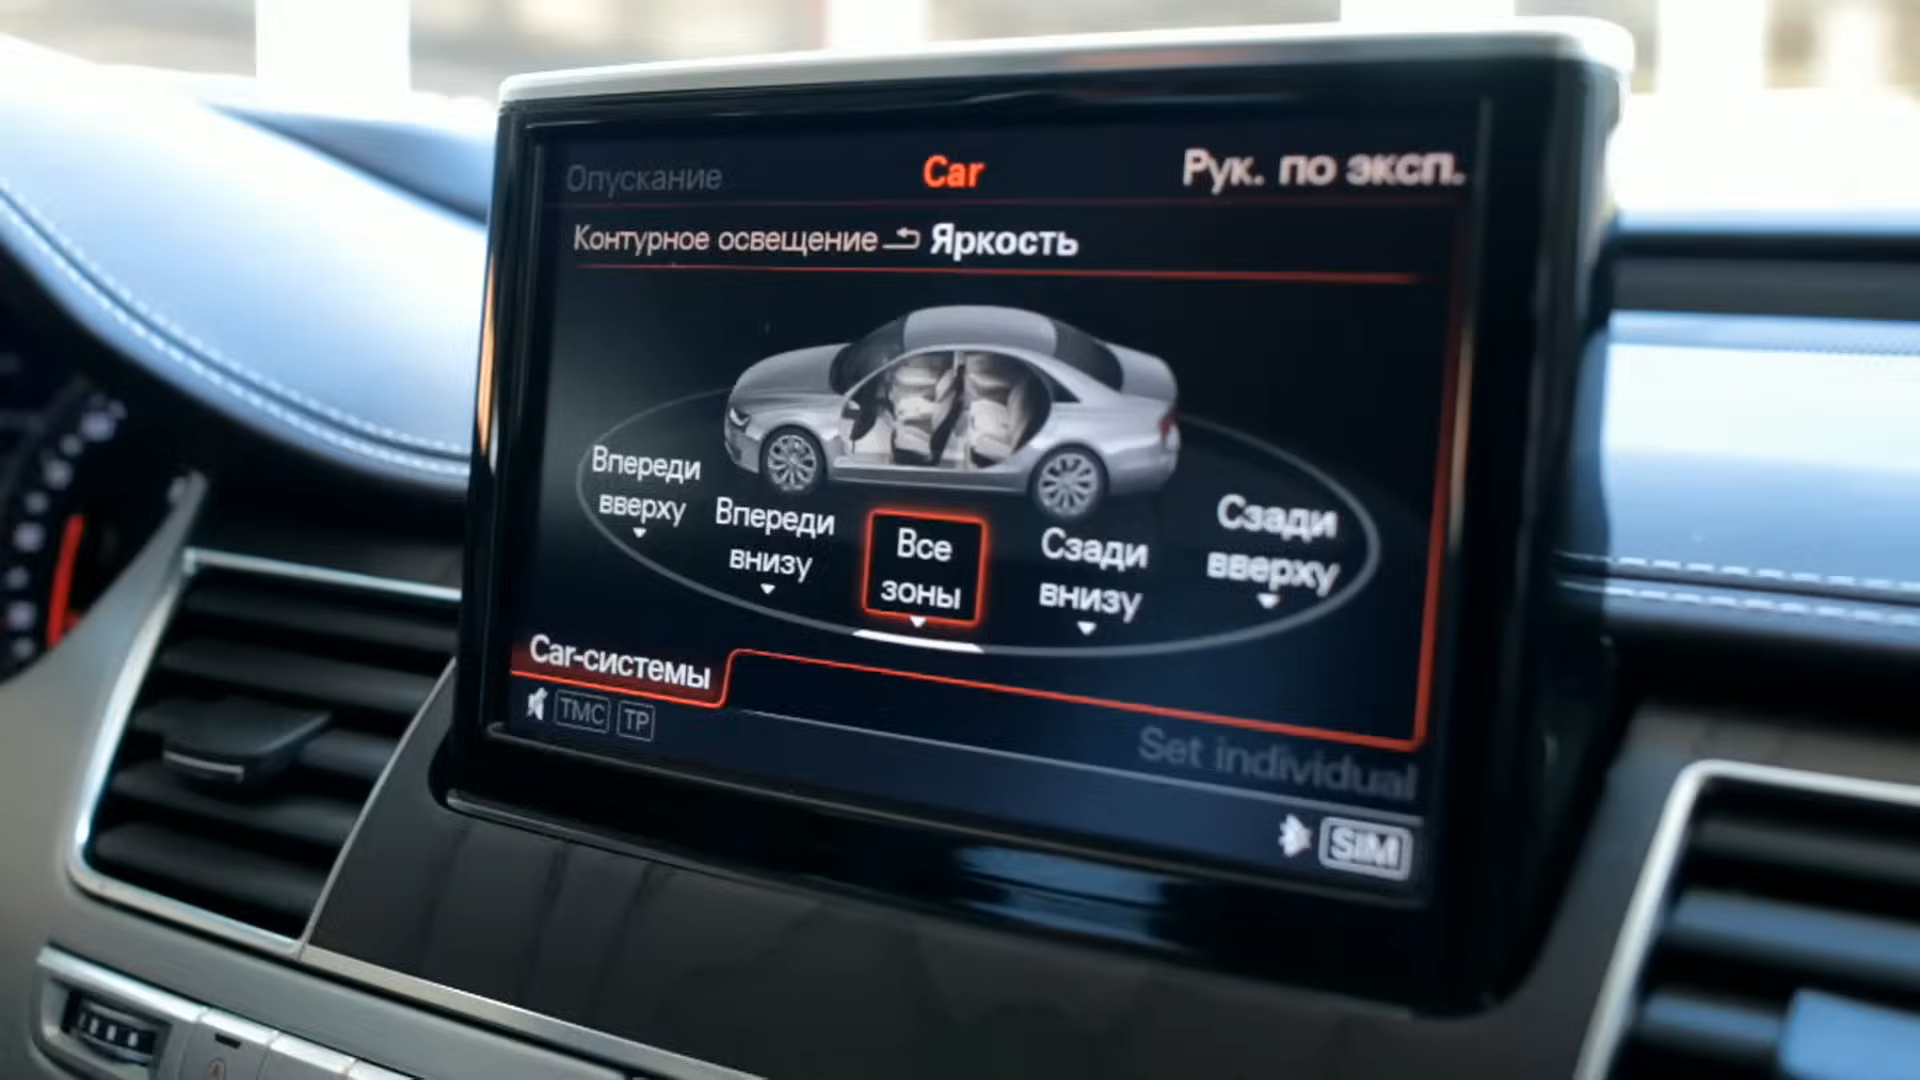 Опускание
Car
Рук. по эксп.
Контурное освещение Яркость
Впереди
вверху
Впереди
внизу
Все
зоны
Сзади
внизу
Сзади
вверху
Car-системы
TMC TP
Set individual
SIM